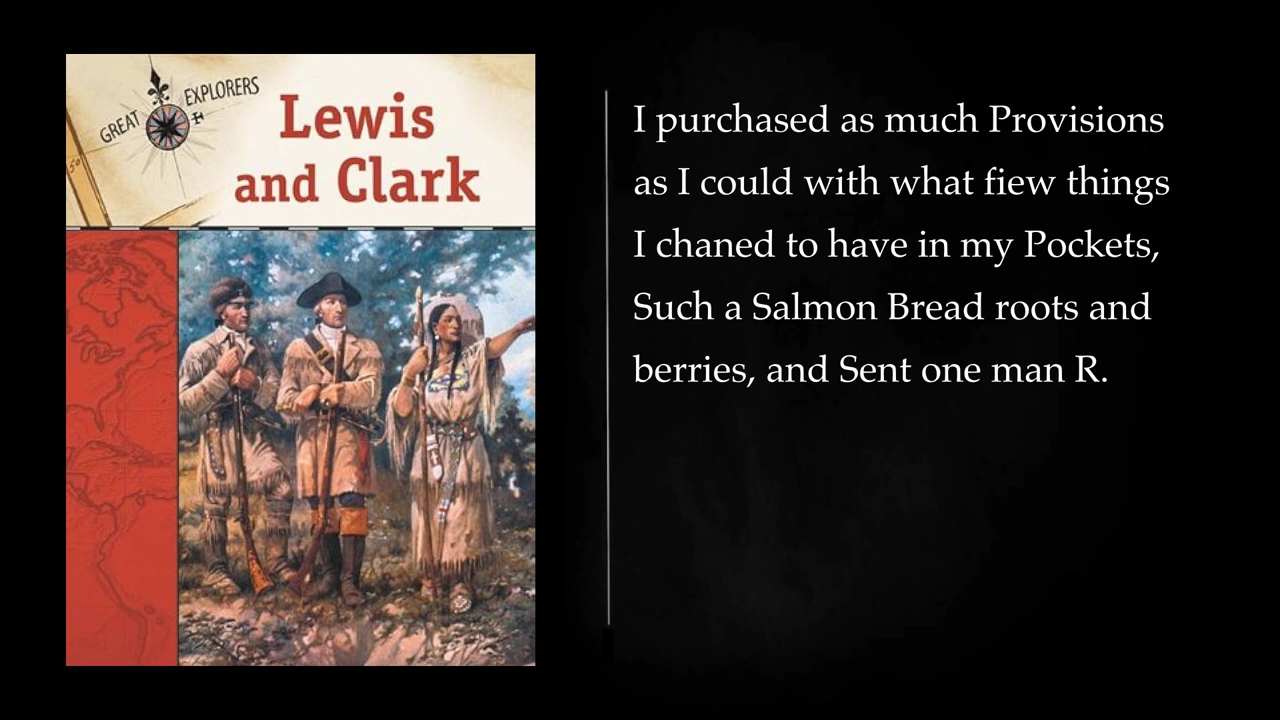 GREAT EXPLORERS
Lewis
and Clark
50
I purchased as much Provisions
as I could with what fiew things
I chaned to have in my Pockets,
Such a Salmon Bread roots and
berries, and Sent one man R.